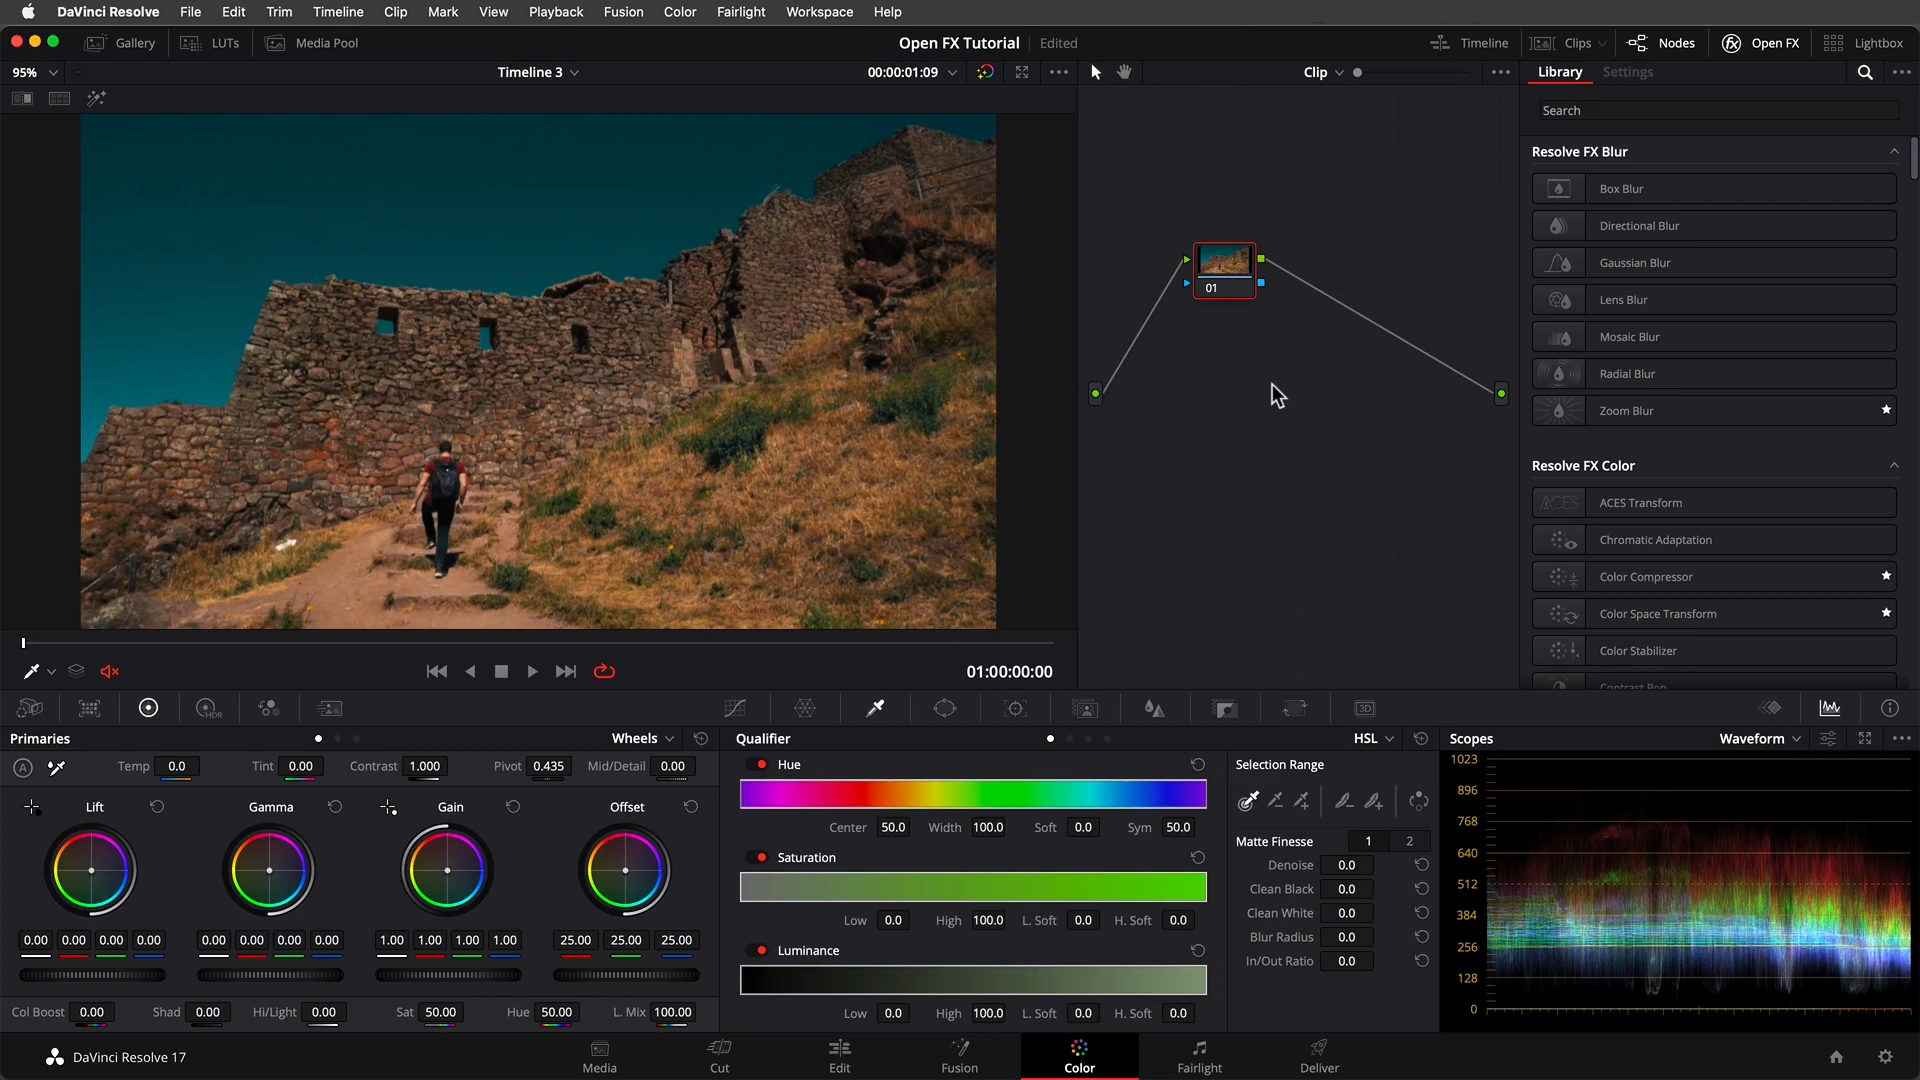 DaVinci Resolve File Edit Trim Timeline Clip Mark View Playback Fusion Color Fairlight Workspace Help
Gallery LUTs Media Pool Open FX Tutorial Edited Timeline Clips Nodes Open FX Lightbox
95% Timeline 3 00:00:01:09 Clip Library Settings
Search
Resolve FX Blur
Box Blur
Directional Blur
Gaussian Blur
Lens Blur
Mosaic Blur
Radial Blur
Zoom Blur
Resolve FX Color
ACES ACES Transform
Chromatic Adaptation
Color Compressor
Color Space Transform
Color Stabilizer
Contrast Pop
01
01:00:00:00
HDR 3D
Primaries Wheels
A Temp 0.0 Tint 0.00 Contrast 1.000 Pivot 0.435 Mid/Detail 0.00
Lift Gamma Gain Offset
0.00 0.00 0.00 0.00 0.00 0.00 0.00 0.00 1.00 1.00 1.00 1.00 25.00 25.00 25.00
Col Boost 0.00 Shad 0.00 Hi/Light 0.00 Sat 50.00 Hue 50.00 L. Mix 100.00
Qualifier HSL
Hue
Center 50.0 Width 100.0 Soft 0.0 Sym 50.0
Saturation
Low 0.0 High 100.0 L. Soft 0.0 H. Soft 0.0
Luminance
Low 0.0 High 100.0 L. Soft 0.0 H. Soft 0.0
Selection Range
Matte Finesse 1 2
Denoise 0.0
Clean Black 0.0
Clean White 0.0
Blur Radius 0.0
In/Out Ratio 0.0
Scopes Waveform
1023
896
768
640
512
384
256
128
0
DaVinci Resolve 17 Media Cut Edit Fusion Color Fairlight Deliver